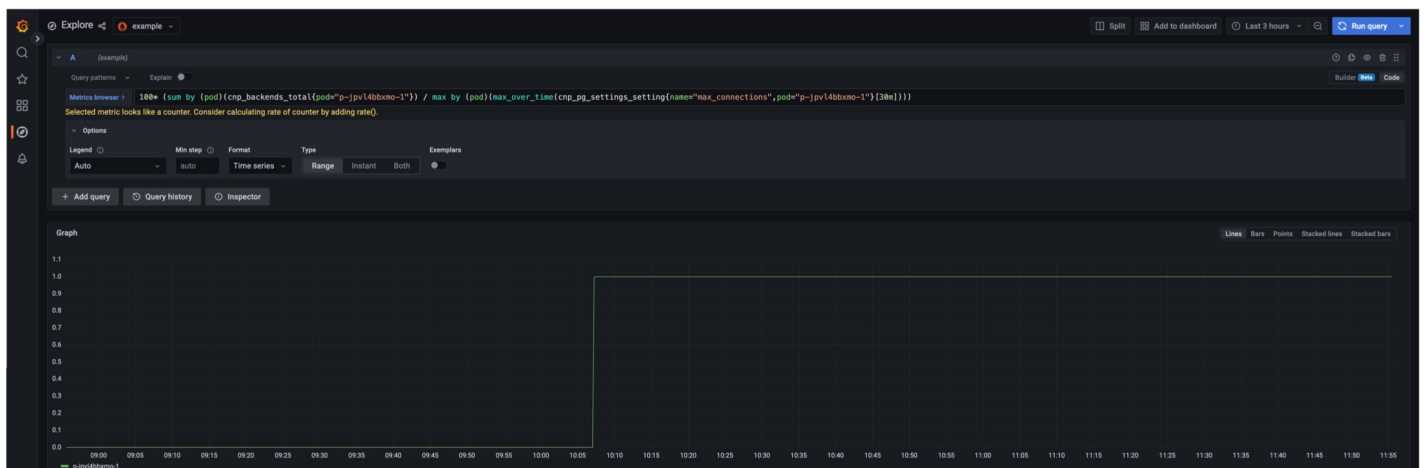 Explore example Split Add to dashboard Last 3 hours Run query
A (example)
Query patterns Explain Builder Beta Code
Metrics browser > 100* (sum by (pod)(cnp_backends_total{pod="p-jpvl4bbxmo-1"}) / max by (pod)(max_over_time(cnp_pg_settings_setting{name="max_connections",pod="p-jpvl4bbxmo-1"}[30m])))
Selected metric looks like a counter. Consider calculating rate of counter by adding rate().
Options
Legend Min step Format Type Exemplars
Auto auto Time series Range Instant Both
+ Add query Query history Inspector
Graph Lines Bars Points Stacked lines Stacked bars
1.1
1.0
0.9
0.8
0.7
0.6
0.5
0.4
0.3
0.2
0.1
0.0
09:00 09:05 09:10 09:15 09:20 09:25 09:30 09:35 09:40 09:45 09:50 09:55 10:00 10:05 10:10 10:15 10:20 10:25 10:30 10:35 10:40 10:45 10:50 10:55 11:00 11:05 11:10 11:15 11:20 11:25 11:30 11:35 11:40 11:45 11:50 11:55
p-jpvl4bbxmo-1